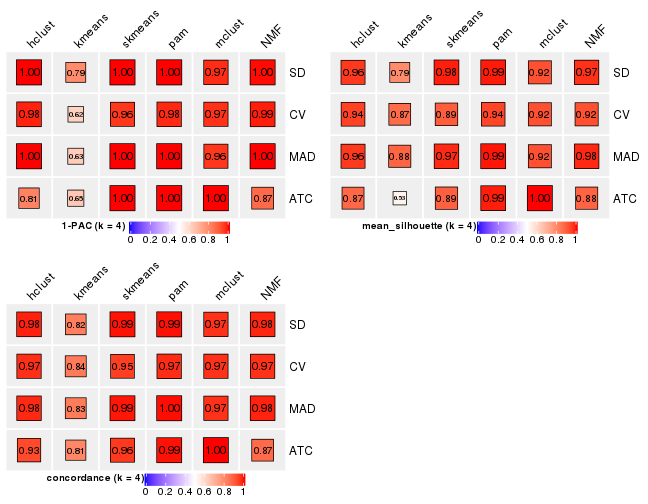 hclust kmeans skmeans pam mclust NMF
1.00 0.79 1.00 1.00 0.97 1.00 SD
0.98 0.62 0.96 0.98 0.97 0.99 CV
1.00 0.63 1.00 1.00 0.96 1.00 MAD
0.81 0.65 1.00 1.00 1.00 0.87 ATC
1-PAC (k = 4)
0 0.2 0.4 0.6 0.8 1
hclust kmeans skmeans pam mclust NMF
0.96 0.79 0.98 0.99 0.92 0.97 SD
0.94 0.87 0.89 0.94 0.92 0.92 CV
0.96 0.88 0.97 0.99 0.92 0.98 MAD
0.87 0.53 0.89 0.99 1.00 0.88 ATC
mean_silhouette (k = 4)
0 0.2 0.4 0.6 0.8 1
hclust kmeans skmeans pam mclust NMF
0.98 0.82 0.99 0.99 0.97 0.98 SD
0.97 0.84 0.95 0.97 0.97 0.97 CV
0.98 0.83 0.99 1.00 0.97 0.98 MAD
0.93 0.81 0.96 0.99 1.00 0.87 ATC
concordance (k = 4)
0 0.2 0.4 0.6 0.8 1